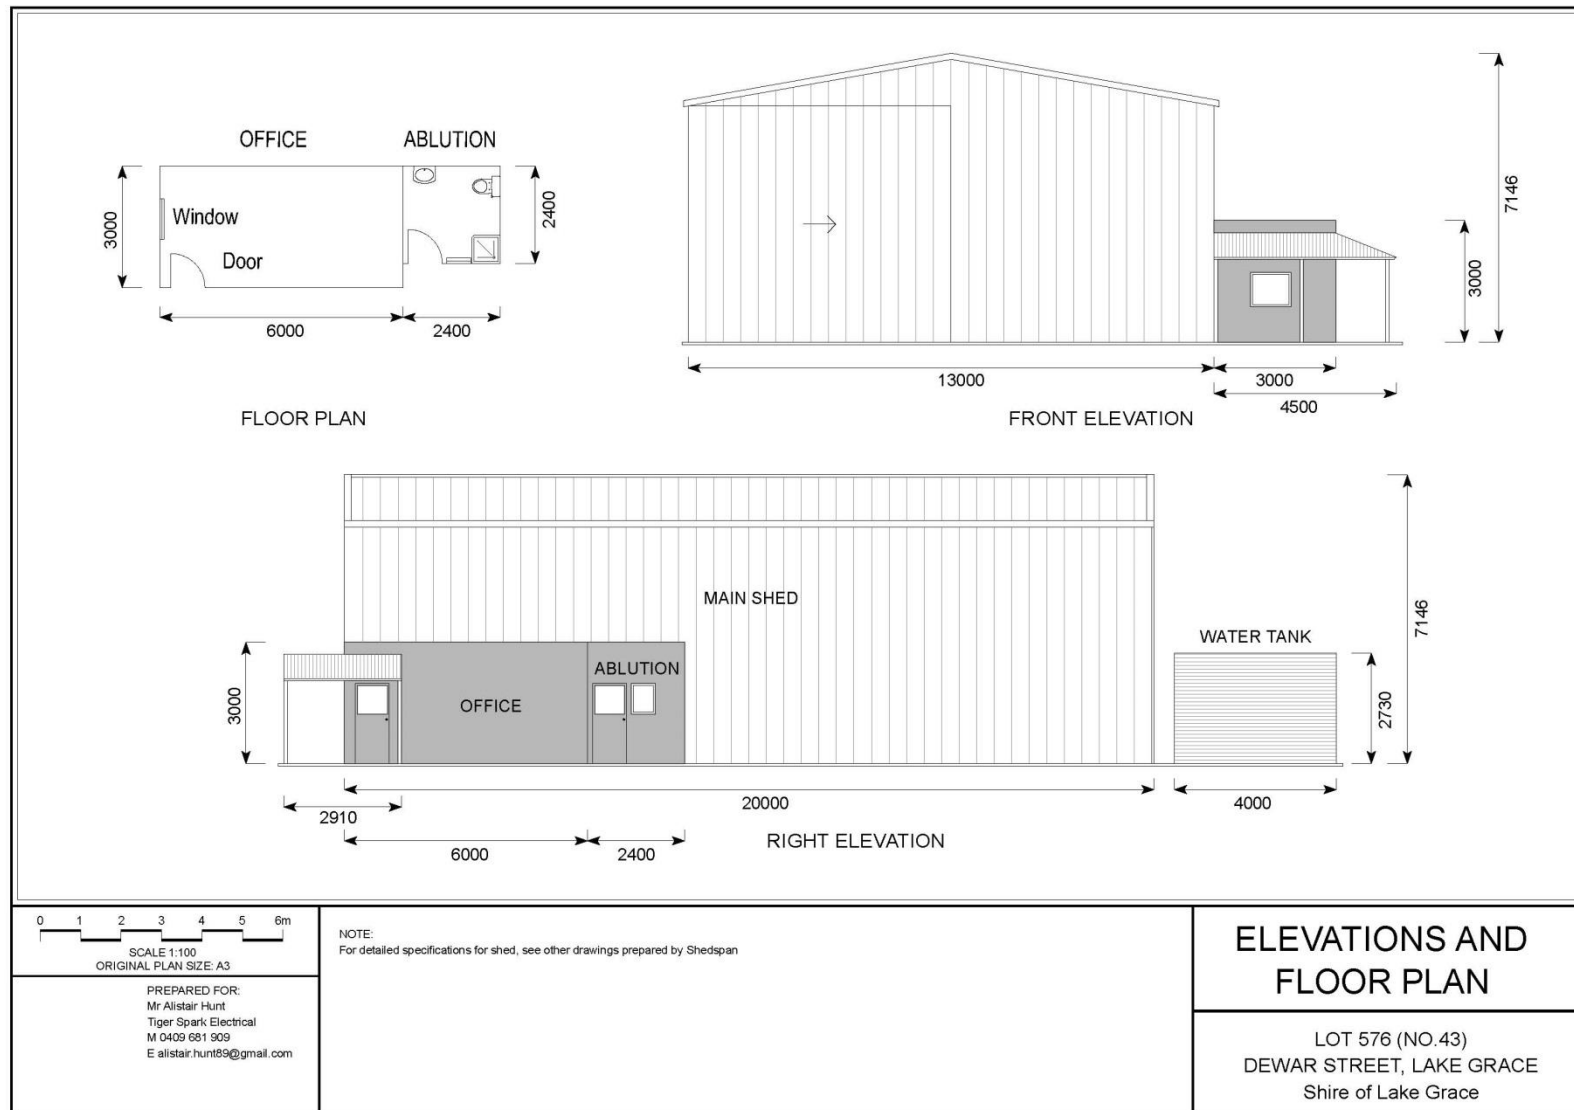 OFFICE
ABLUTION
3000
Window
Door
2400
6000
2400
FLOOR PLAN
7146
3000
13000
3000
4500
FRONT ELEVATION
MAIN SHED
7146
WATER TANK
2730
3000
OFFICE
ABLUTION
20000
4000
2910
6000
2400
RIGHT ELEVATION
0 1 2 3 4 5 6m
SCALE 1:100
ORIGINAL PLAN SIZE: A3
PREPARED FOR:
Mr Alistair Hunt
Tiger Spark Electrical
M 0409 681 909
E alistair.hunt89@gmail.com
NOTE:
For detailed specifications for shed, see other drawings prepared by Shedspan
ELEVATIONS AND
FLOOR PLAN
LOT 576 (NO.43)
DEWAR STREET, LAKE GRACE
Shire of Lake Grace